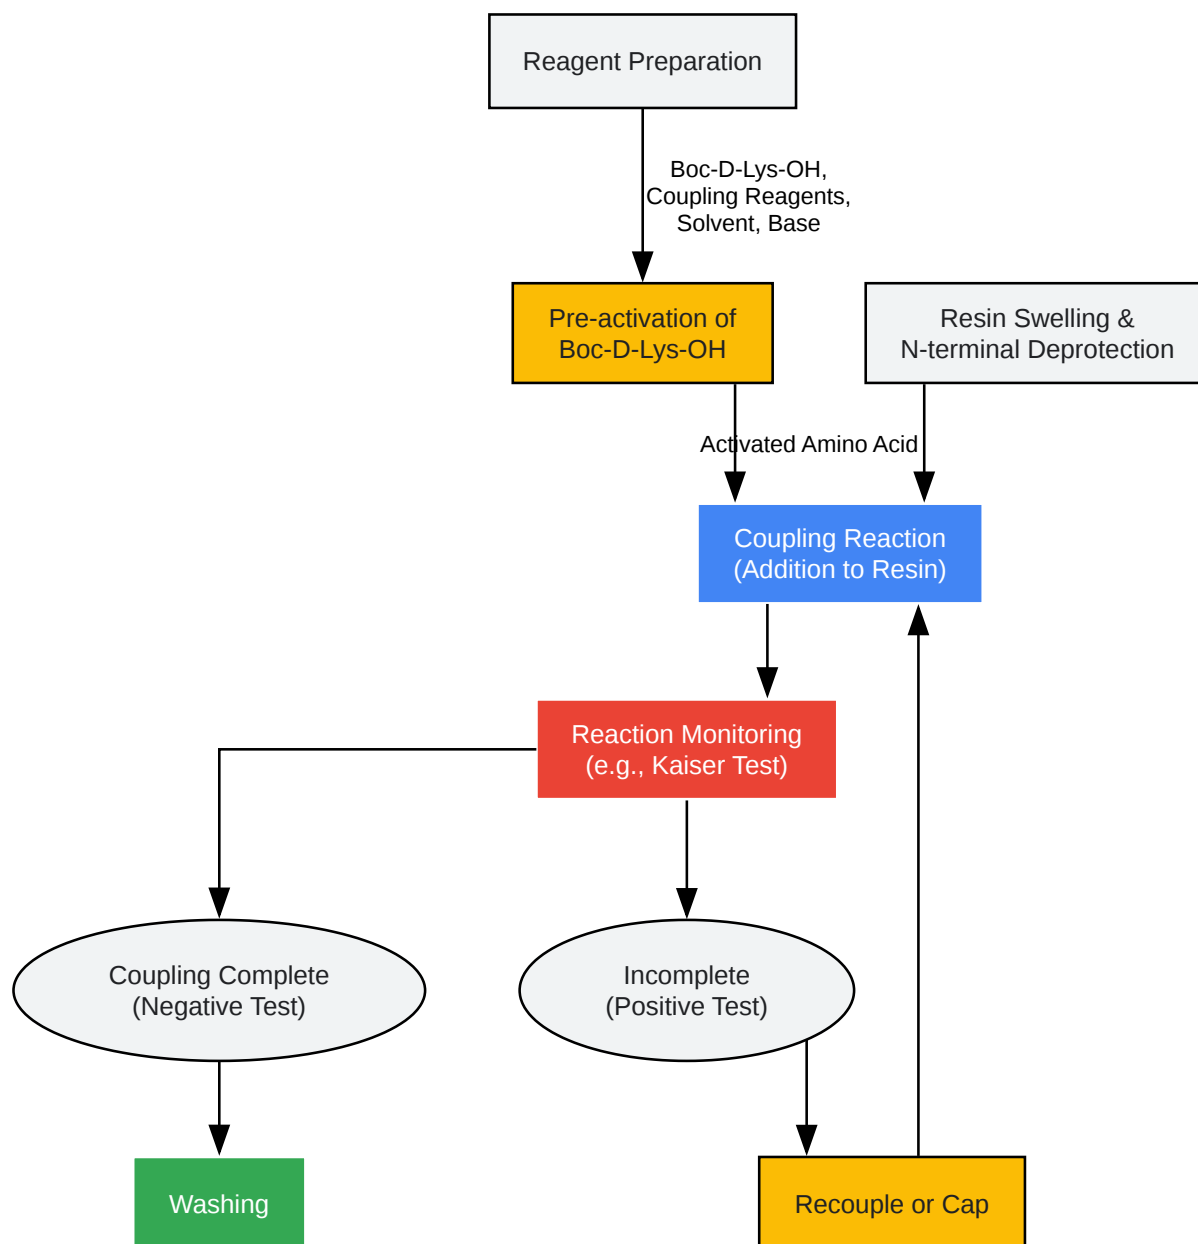 Reagent Preparation
Boc-D-Lys-OH,
Coupling Reagents,
Solvent, Base
Pre-activation of
Boc-D-Lys-OH
Resin Swelling &
N-terminal Deprotection
Activated Amino Acid
Coupling Reaction
(Addition to Resin)
Reaction Monitoring
(e.g., Kaiser Test)
Coupling Complete
(Negative Test)
Incomplete
(Positive Test)
Washing
Recouple or Cap